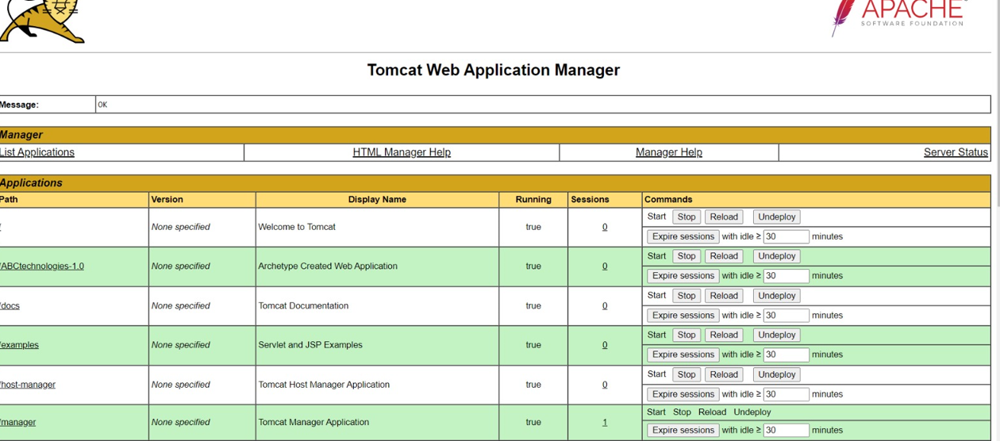 APACHE
SOFTWARE FOUNDATION
Tomcat Web Application Manager
Message: OK
Manager
List Applications HTML Manager Help Manager Help Server Status
Applications
Path Version Display Name Running Sessions Commands
/ None specified Welcome to Tomcat true 0 Start Stop Reload Undeploy
Expire sessions with idle ≥ 30 minutes
/ABCtechnologies-1.0 None specified Archetype Created Web Application true 0 Start Stop Reload Undeploy
Expire sessions with idle ≥ 30 minutes
/docs None specified Tomcat Documentation true 0 Start Stop Reload Undeploy
Expire sessions with idle ≥ 30 minutes
/examples None specified Servlet and JSP Examples true 0 Start Stop Reload Undeploy
Expire sessions with idle ≥ 30 minutes
/host-manager None specified Tomcat Host Manager Application true 0 Start Stop Reload Undeploy
Expire sessions with idle ≥ 30 minutes
/manager None specified Tomcat Manager Application true 1 Start Stop Reload Undeploy
Expire sessions with idle ≥ 30 minutes